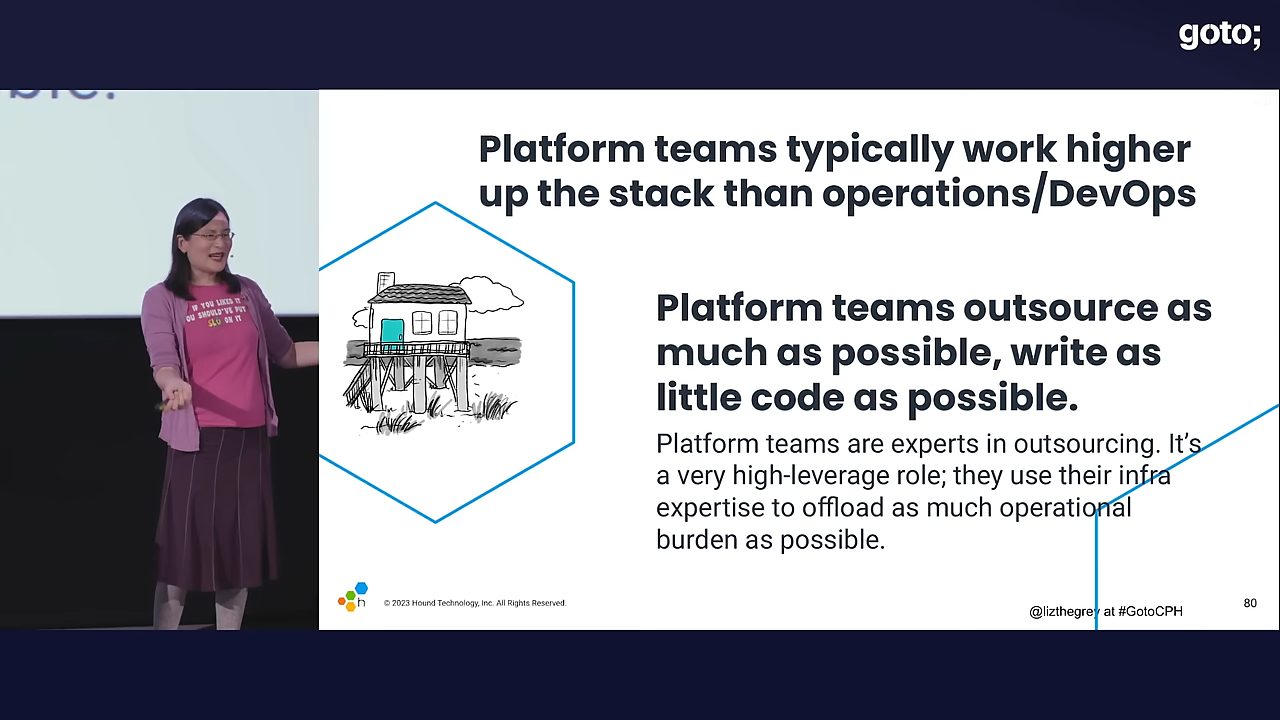 goto;
Platform teams typically work higher
up the stack than operations/DevOps
IF YOU LIKED IT
OU SHOULD'VE PUT
SLO ON IT
Platform teams outsource as
much as possible, write as
little code as possible.
Platform teams are experts in outsourcing. It's
a very high-leverage role; they use their infra
expertise to offload as much operational
burden as possible.
h
© 2023 Hound Technology, Inc. All Rights Reserved.
@lizthegrey at #GotoCPH
80